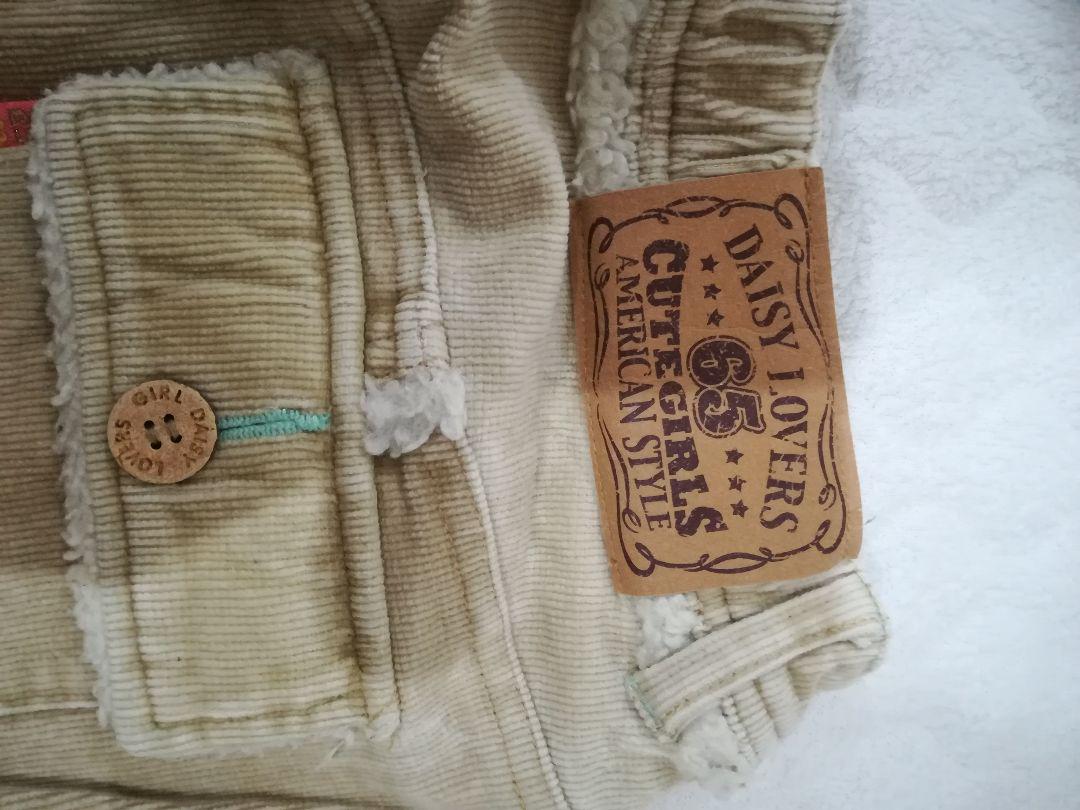 DAISY LOVERS
65
CUTEGIRLS
AMERICAN STYLE
GIRL DAISY LOVERS